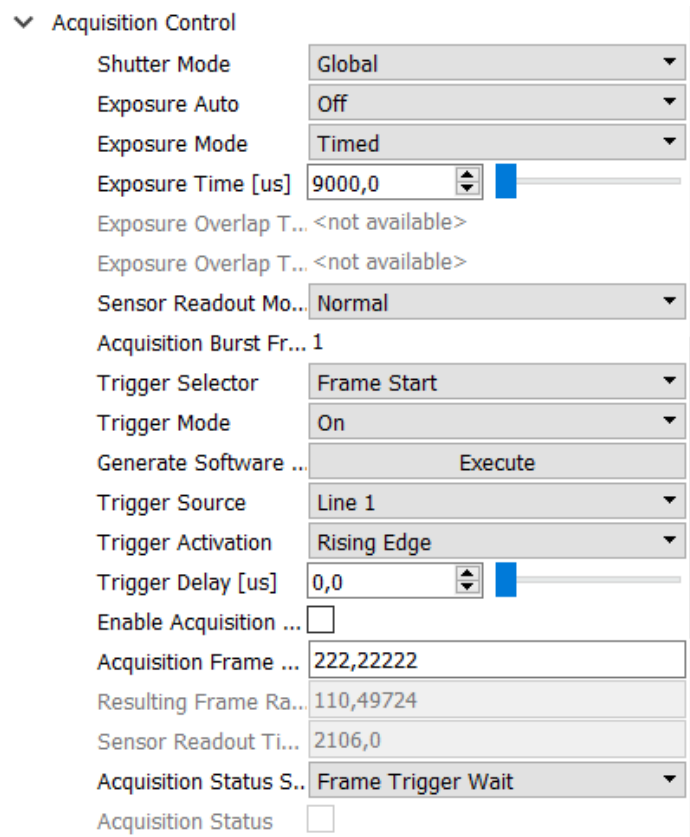 Acquisition Control
Shutter Mode Global
Exposure Auto Off
Exposure Mode Timed
Exposure Time [us] 9000,0
Exposure Overlap T... <not available>
Exposure Overlap T... <not available>
Sensor Readout Mo... Normal
Acquisition Burst Fr... 1
Trigger Selector Frame Start
Trigger Mode On
Generate Software ... Execute
Trigger Source Line 1
Trigger Activation Rising Edge
Trigger Delay [us] 0,0
Enable Acquisition ...
Acquisition Frame ... 222,22222
Resulting Frame Ra... 110,49724
Sensor Readout Ti... 2106,0
Acquisition Status S... Frame Trigger Wait
Acquisition Status